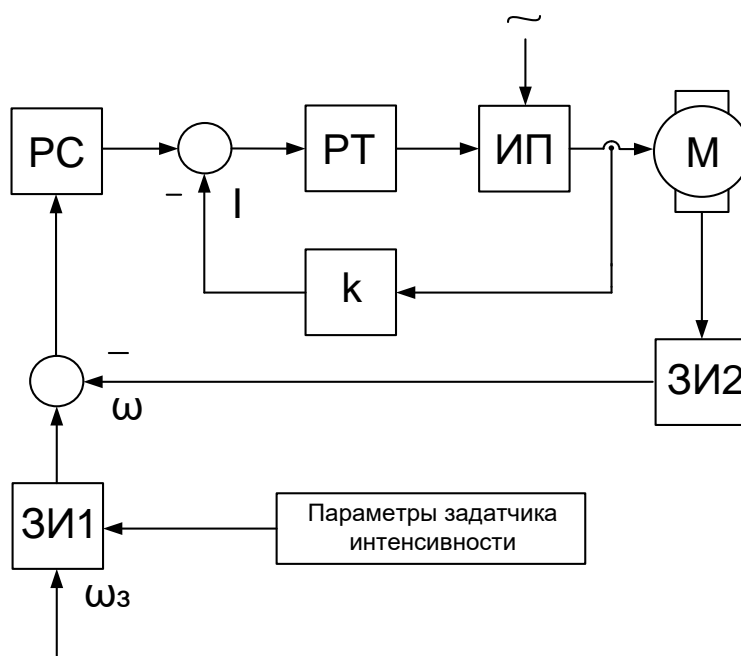 ~
РС
РТ
ИП
М
–
I
k
–
ω
ЗИ2
ЗИ1
Параметры задатчика
интенсивности
ωз